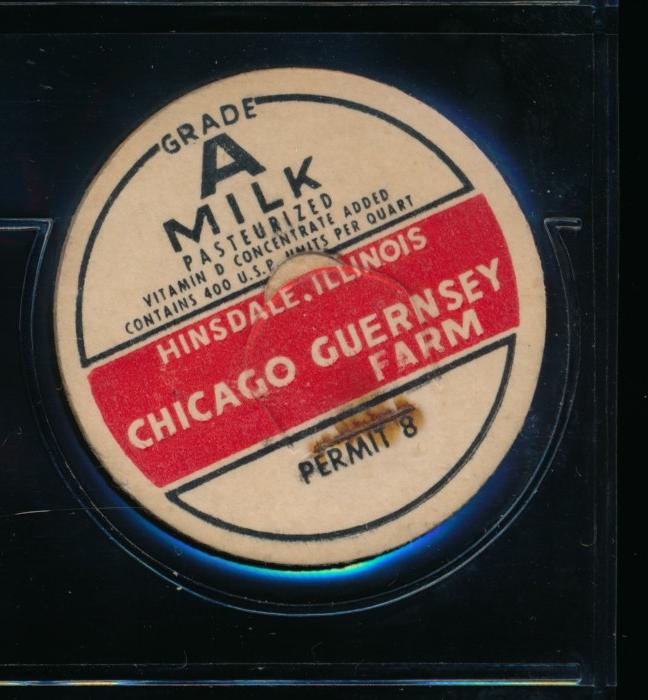 GRADE
A
MILK
PASTEURIZED
VITAMIN D CONCENTRATE ADDED
CONTAINS 400 U.S.P. UNITS PER QUART
HINSDALE, ILLINOIS
CHICAGO GUERNSEY
FARM
PERMIT 8